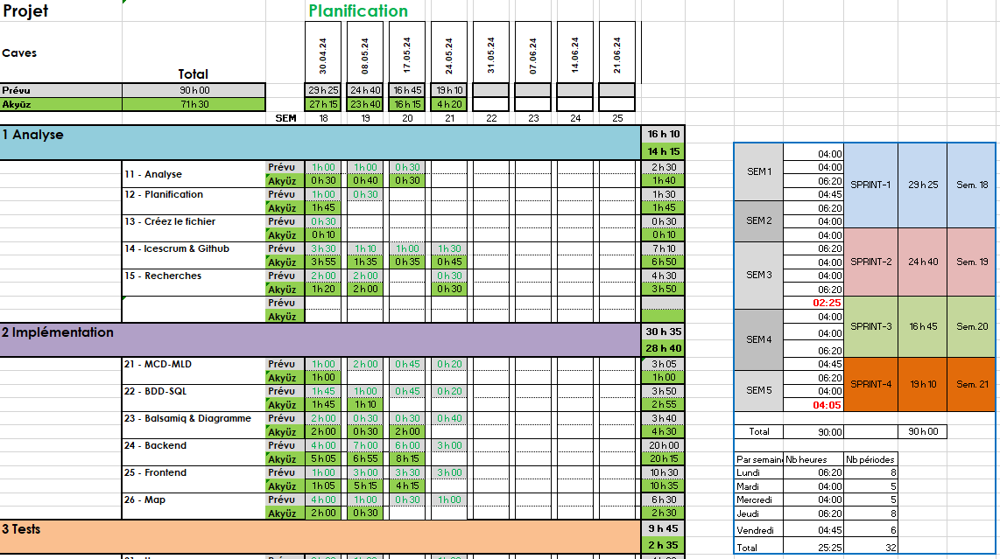 Projet Planification
Caves Total 30.04.24 08.05.24 17.05.24 24.05.24 31.05.24 07.06.24 14.06.24 21.06.24
Prévu 90 h 00 29 h 25 24 h 40 16 h 45 19 h 10
Akyüz 71 h 30 27 h 15 23 h 40 16 h 15 4 h 20
SEM 18 19 20 21 22 23 24 25
1 Analyse 16 h 10
14 h 15
11 - Analyse Prévu 1 h 00 1 h 00 0 h 30 2 h 30
Akyüz 0 h 30 0 h 40 0 h 30 1 h 40
12 - Planification Prévu 1 h 00 0 h 30 1 h 30
Akyüz 1 h 45 1 h 45
13 - Créez le fichier Prévu 0 h 30 0 h 30
Akyüz 0 h 10 0 h 10
14 - Icescrum & Github Prévu 3 h 30 1 h 10 1 h 00 1 h 30 7 h 10
Akyüz 3 h 55 1 h 35 0 h 35 0 h 45 6 h 50
15 - Recherches Prévu 2 h 00 2 h 00 0 h 30 4 h 30
Akyüz 1 h 20 2 h 00 0 h 30 3 h 50
Prévu
Akyüz
2 Implémentation 30 h 35
28 h 40
21 - MCD-MLD Prévu 1 h 00 2 h 00 0 h 45 0 h 20 3 h 05
Akyüz 1 h 00 1 h 00
22 - BDD-SQL Prévu 1 h 45 1 h 00 0 h 45 0 h 20 3 h 50
Akyüz 1 h 45 1 h 10 2 h 55
23 - Balsamiq & Diagramme Prévu 2 h 00 0 h 30 0 h 30 0 h 40 3 h 40
Akyüz 2 h 00 0 h 30 2 h 00 4 h 30
24 - Backend Prévu 4 h 00 7 h 00 6 h 00 3 h 00 20 h 00
Akyüz 5 h 05 6 h 55 8 h 15 20 h 15
25 - Frontend Prévu 1 h 00 3 h 00 3 h 30 3 h 00 10 h 30
Akyüz 1 h 05 5 h 15 4 h 15 10 h 35
26 - Map Prévu 4 h 00 1 h 00 0 h 30 1 h 00 6 h 30
Akyüz 2 h 00 0 h 30 2 h 30
3 Tests 9 h 45
2 h 35
04:00
SEM 1 04:00
06:20 SPRINT-1 29 h 25 Sem. 18
04:45
06:20
SEM 2 04:00
04:00
06:20
04:00 SPRINT-2 24 h 40 Sem. 19
SEM 3 04:00
06:20
02:25
04:00
SEM 4 04:00 SPRINT-3 16 h 45 Sem.20
06:20
04:45
06:20 SPRINT-4 19 h 10 Sem. 21
SEM 5 04:00
04:05
Total 90:00 90 h 00
Par semain Nb heures Nb périodes
Lundi 06:20 8
Mardi 04:00 5
Mercredi 04:00 5
Jeudi 06:20 8
Vendredi 04:45 6
Total 25:25 32